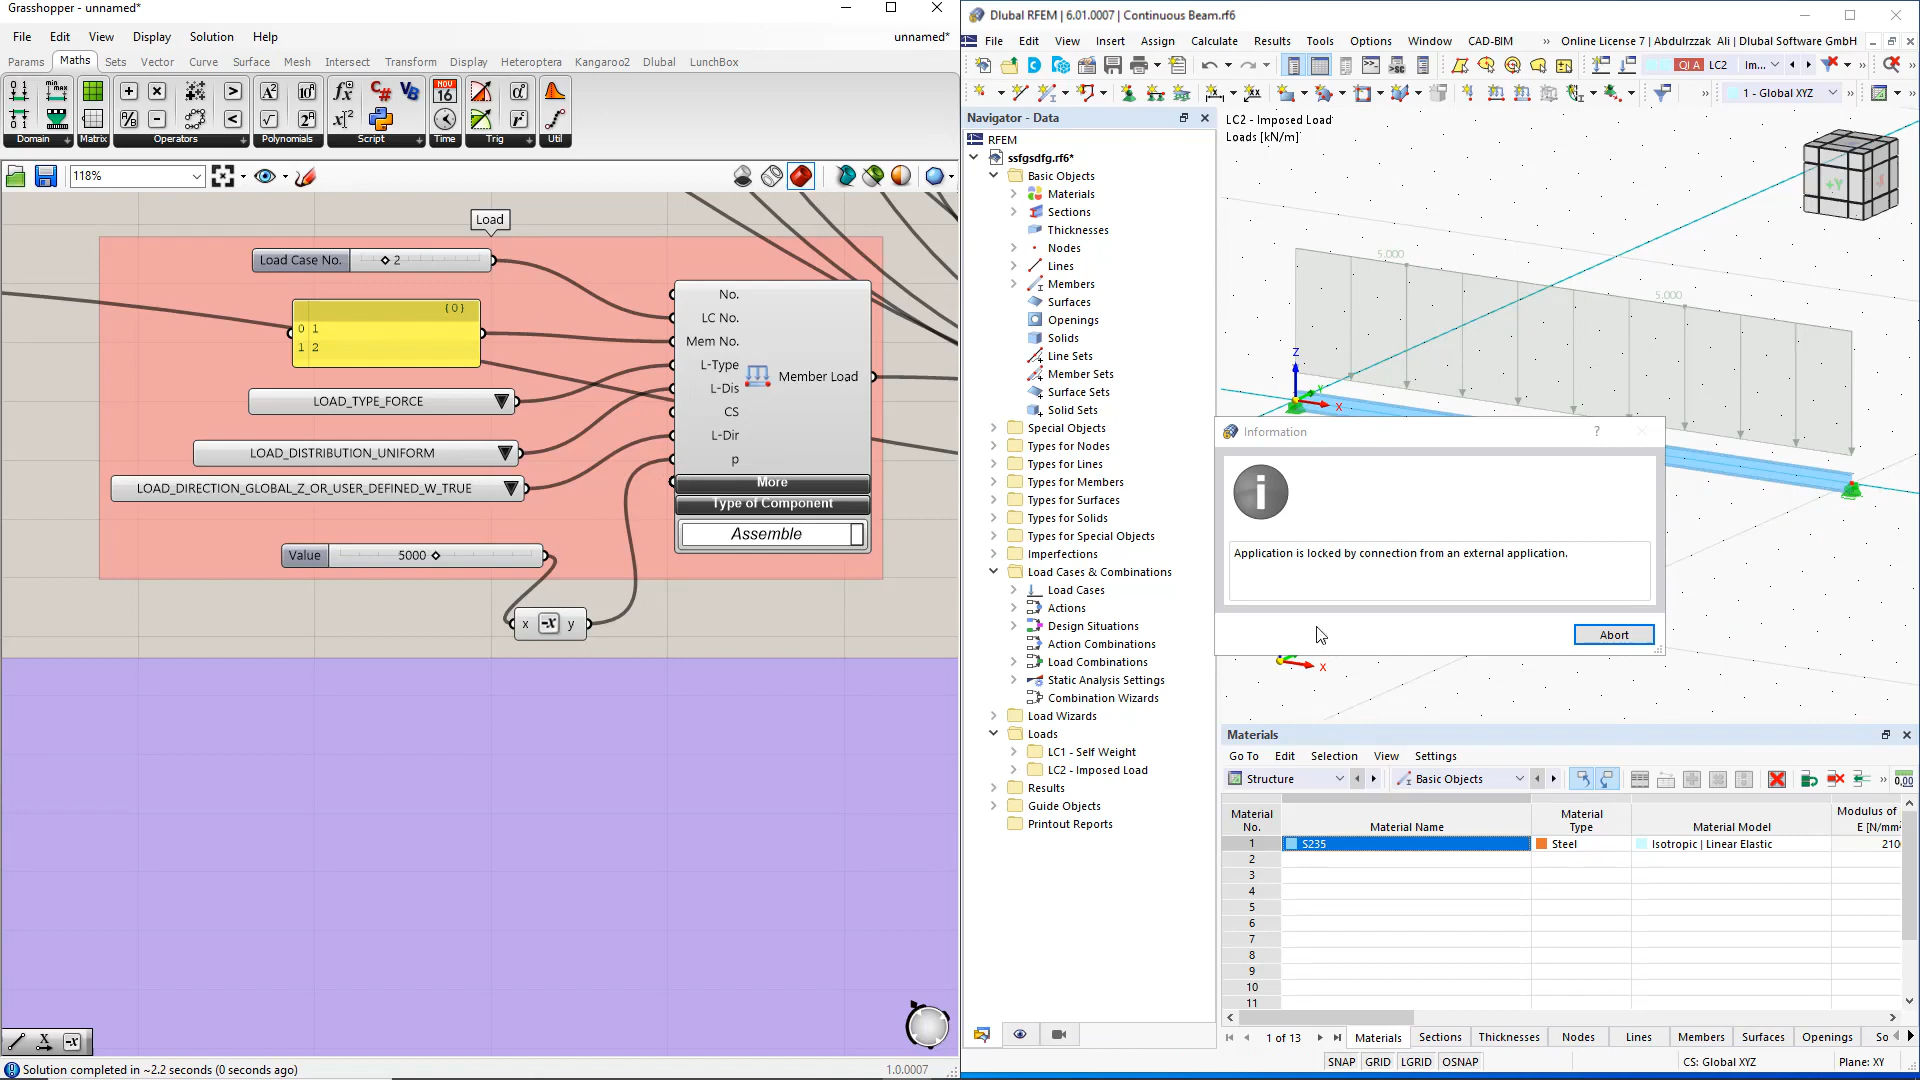 Grasshopper - unnamed*
File Edit View Display Solution Help
unnamed*
Params Maths Sets Vector Curve Surface Mesh Intersect Transform Display Heteroptera Kangaroo2 Dlubal LunchBox
Domain Matrix Operators Polynomials Script Time Trig Util
118%
Load
Load Case No. 2
{0}
0 1
1 2
LOAD_TYPE_FORCE
LOAD_DISTRIBUTION_UNIFORM
LOAD_DIRECTION_GLOBAL_Z_OR_USER_DEFINED_W_TRUE
Value 5000
x -x y
No.
LC No.
Mem No.
L-Type
L-Dis
CS
L-Dir
p
Member Load
More
Type of Component
Assemble
Solution completed in ~2.2 seconds (0 seconds ago)
1.0.0007
Dlubal RFEM | 6.01.0007 | Continuous Beam.rf6*
File Edit View Insert Assign Calculate Results Tools Options Window CAD-BIM » Online License 7 | Abdulrzzak Ali | Dlubal Software GmbH
QI A LC2 Im...
1 - Global XYZ
Navigator - Data
RFEM
ssfgsdfg.rf6*
Basic Objects
Materials
Sections
Thicknesses
Nodes
Lines
Members
Surfaces
Openings
Solids
Line Sets
Member Sets
Surface Sets
Solid Sets
Special Objects
Types for Nodes
Types for Lines
Types for Members
Types for Surfaces
Types for Solids
Types for Special Objects
Imperfections
Load Cases & Combinations
Load Cases
Actions
Design Situations
Action Combinations
Load Combinations
Static Analysis Settings
Combination Wizards
Load Wizards
Loads
LC1 - Self Weight
LC2 - Imposed Load
Results
Guide Objects
Printout Reports
LC2 - Imposed Load
Loads [kN/m]
+Y
5.000
5.000
Z
Y
X
Information
?
Application is locked by connection from an external application.
Abort
X
Materials
Go To Edit Selection View Settings
Structure Basic Objects
Material No. Material Name Material Type Material Model Modulus of E [N/mm²
1 S235 Steel Isotropic | Linear Elastic 210
2
3
4
5
6
7
8
9
10
11
1 of 13 Materials Sections Thicknesses Nodes Lines Members Surfaces Openings So
SNAP GRID LGRID OSNAP CS: Global XYZ Plane: XY